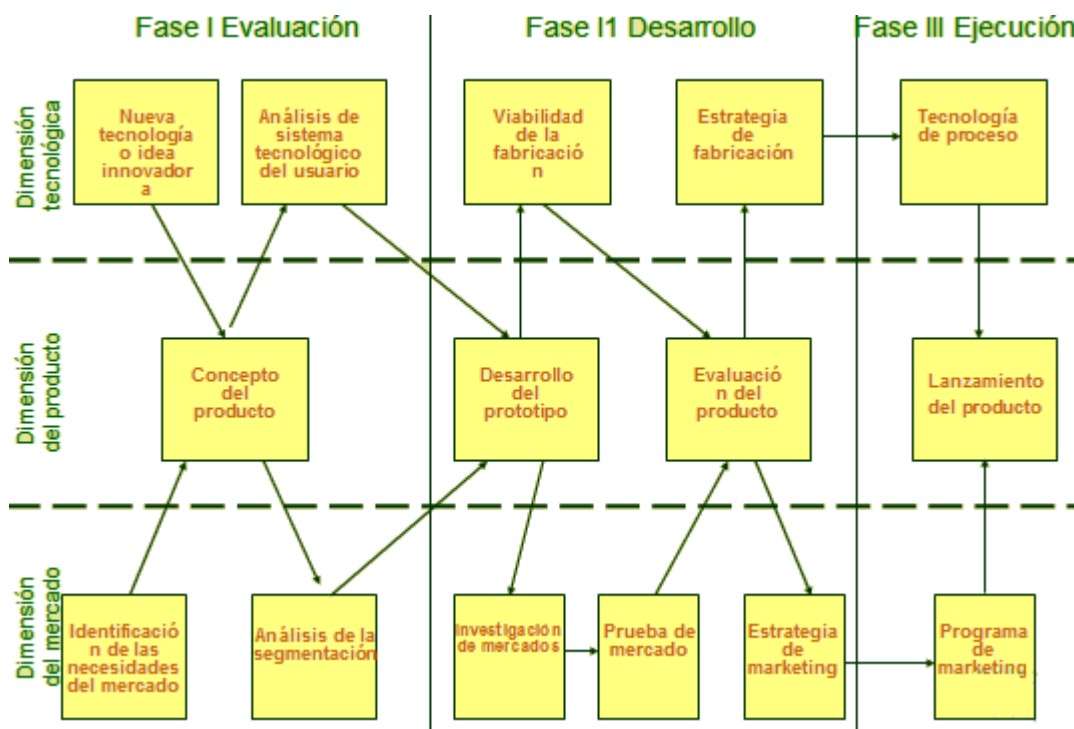 Fase I Evaluación
Fase I1 Desarrollo
Fase III Ejecución
Dimensión
tecnológica
Nueva
tecnología
o idea
innovador
a
Análisis de
sistema
tecnológico
del usuario
Viabilidad
de la
fabricació
n
Estrategia
de
fabricación
Tecnología
de proceso
Dimensión
del producto
Concepto
del
producto
Desarrollo
del
prototipo
Evaluació
n del
producto
Lanzamiento
del producto
Dimensión
del mercado
Identificació
n de las
necesidades
del mercado
Análisis de la
segmentación
Investigación
de mercados
Prueba de
mercado
Estrategia
de
marketing
Programa
de
marketing